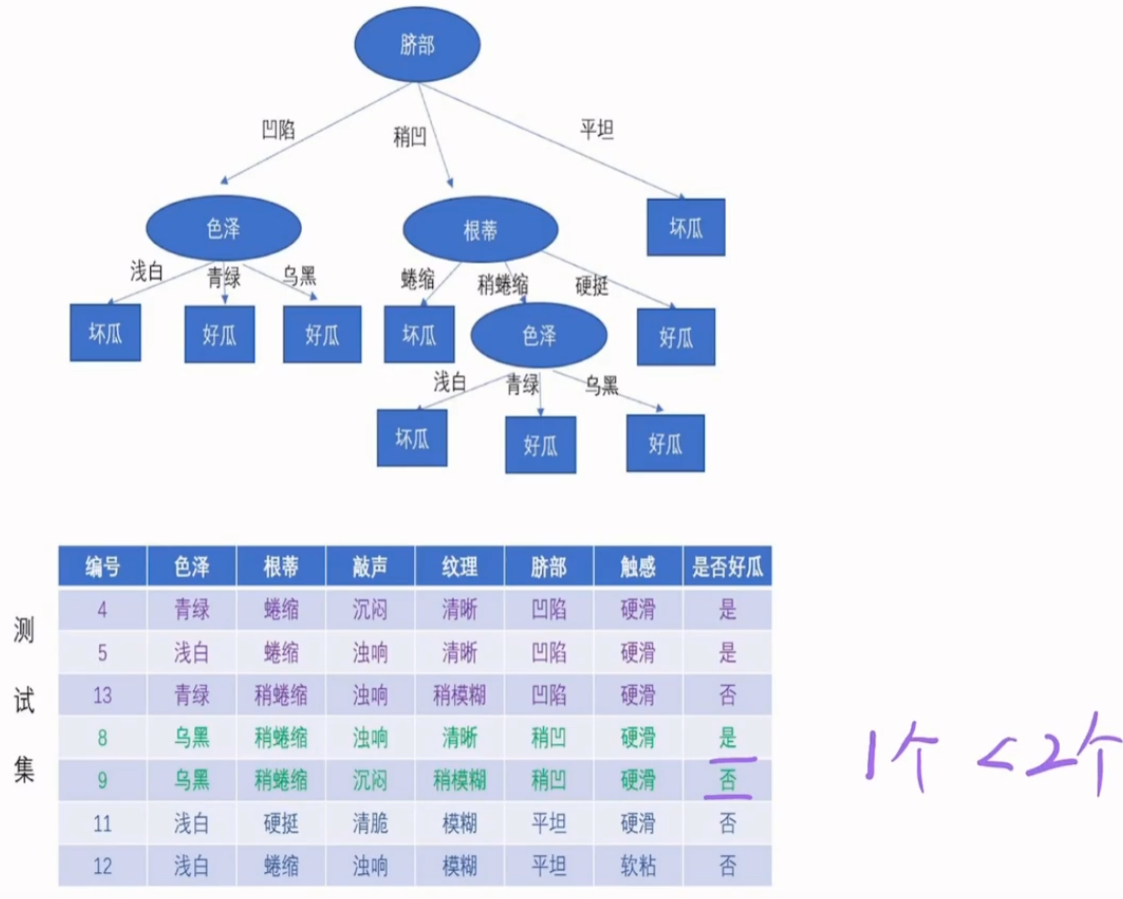 脐部
凹陷 稍凹 平坦
色泽 根蒂 坏瓜
浅白 青绿 乌黑 蜷缩 稍蜷缩 硬挺
坏瓜 好瓜 好瓜 坏瓜 色泽 好瓜
浅白 青绿 乌黑
坏瓜 好瓜 好瓜
测试集
编号 色泽 根蒂 敲声 纹理 脐部 触感 是否好瓜
4 青绿 蜷缩 沉闷 清晰 凹陷 硬滑 是
5 浅白 蜷缩 浊响 清晰 凹陷 硬滑 是
13 青绿 稍蜷缩 浊响 稍模糊 凹陷 硬滑 否
8 乌黑 稍蜷缩 浊响 清晰 稍凹 硬滑 是
9 乌黑 稍蜷缩 沉闷 稍模糊 稍凹 硬滑 否
11 浅白 硬挺 清脆 模糊 平坦 硬滑 否
12 浅白 蜷缩 浊响 模糊 平坦 软粘 否
1个 < 2个